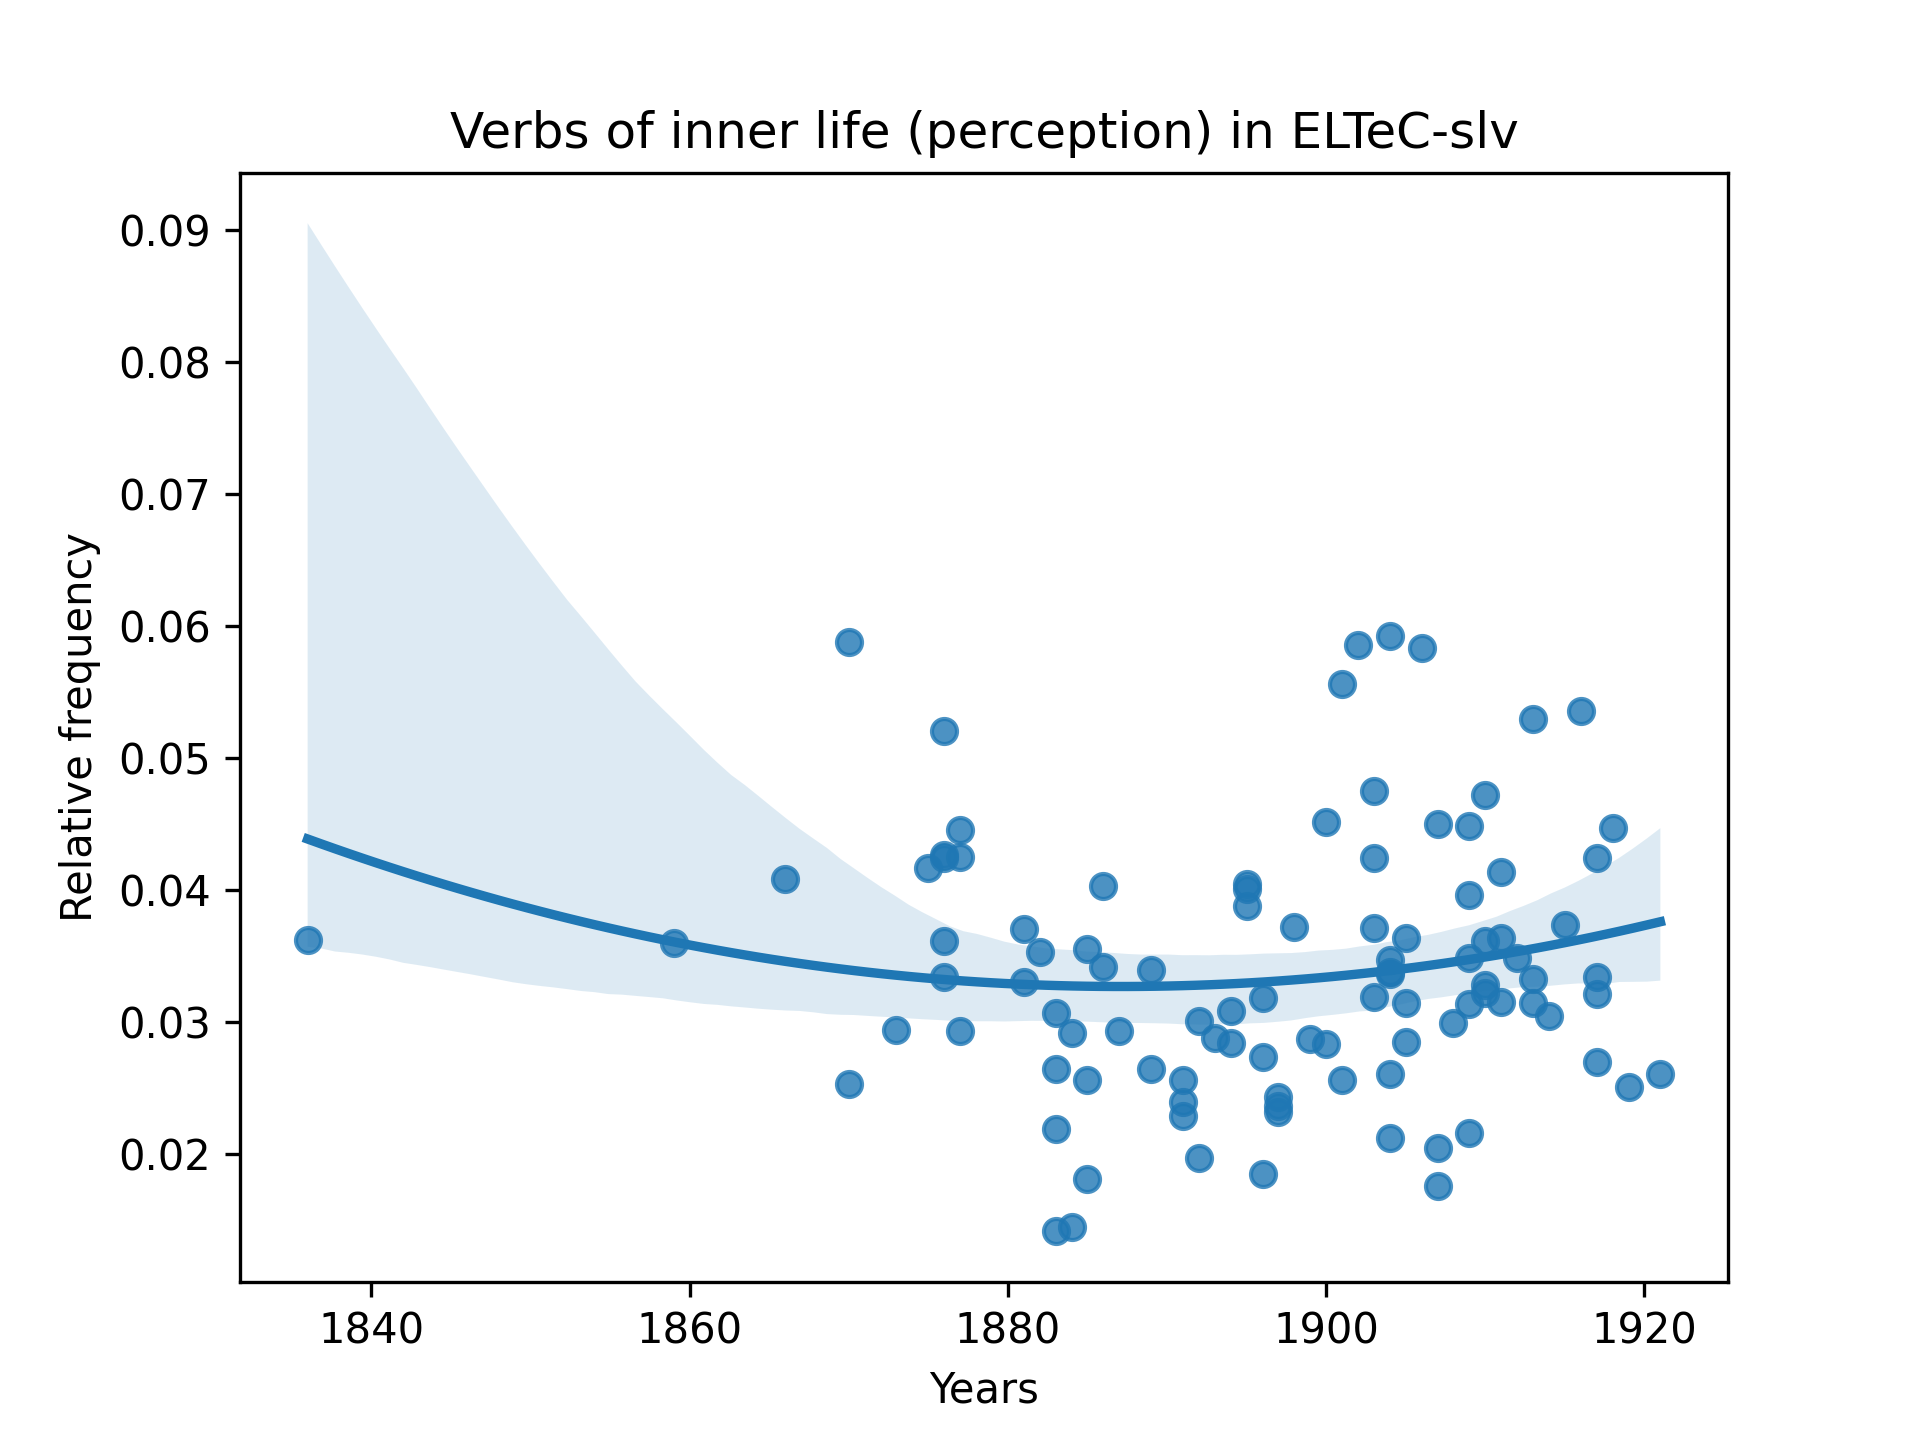 Verbs of inner life (perception) in ELTeC-slv
Relative frequency
0.09
0.08
0.07
0.06
0.05
0.04
0.03
0.02
1840 1860 1880 1900 1920
Years